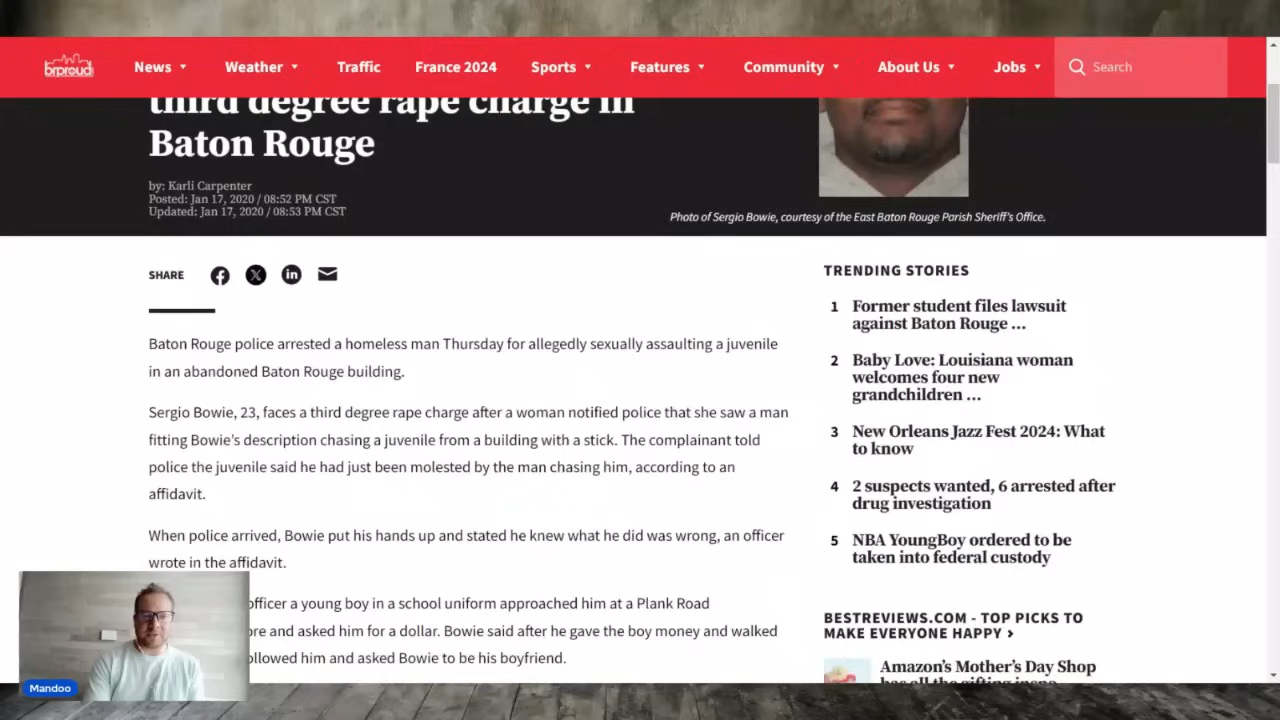 brproud
News
Weather
Traffic
France 2024
Sports
Features
Community
About Us
Jobs
Search
third degree rape charge in
Baton Rouge
by: Karli Carpenter
Posted: Jan 17, 2020 / 08:52 PM CST
Updated: Jan 17, 2020 / 08:53 PM CST
Photo of Sergio Bowie, courtesy of the East Baton Rouge Parish Sheriff's Office.
SHARE
Baton Rouge police arrested a homeless man Thursday for allegedly sexually assaulting a juvenile
in an abandoned Baton Rouge building.
Sergio Bowie, 23, faces a third degree rape charge after a woman notified police that she saw a man
fitting Bowie's description chasing a juvenile from a building with a stick. The complainant told
police the juvenile said he had just been molested by the man chasing him, according to an
affidavit.
When police arrived, Bowie put his hands up and stated he knew what he did was wrong, an officer
wrote in the affidavit.
officer a young boy in a school uniform approached him at a Plank Road
ore and asked him for a dollar. Bowie said after he gave the boy money and walked
ollowed him and asked Bowie to be his boyfriend.
TRENDING STORIES
1 Former student files lawsuit
against Baton Rouge …
2 Baby Love: Louisiana woman
welcomes four new
grandchildren …
3 New Orleans Jazz Fest 2024: What
to know
4 2 suspects wanted, 6 arrested after
drug investigation
5 NBA YoungBoy ordered to be
taken into federal custody
BESTREVIEWS.COM - TOP PICKS TO
MAKE EVERYONE HAPPY ›
Amazon's Mother's Day Shop
has all the gifting inspo
Mandoo